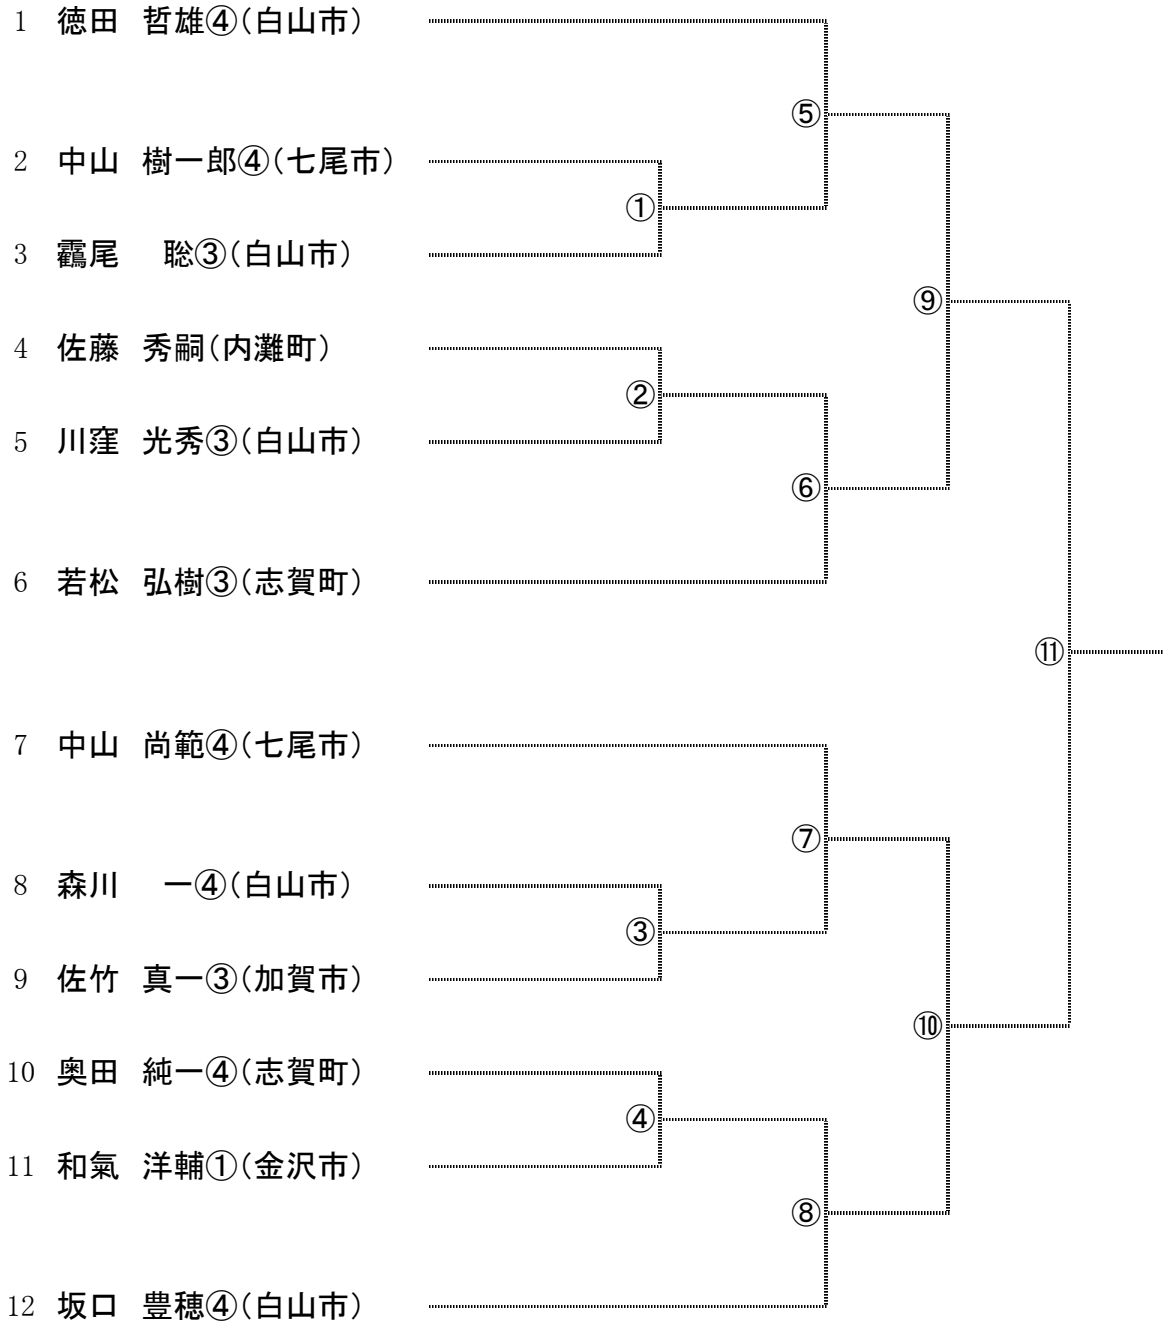 1 徳田 哲雄④(白山市)
⑤
2 中山 樹一郎④(七尾市)
①
3 靏尾 聡③(白山市)
⑨
4 佐藤 秀嗣(内灘町)
②
5 川窪 光秀③(白山市)
⑥
6 若松 弘樹③(志賀町)
⑪
7 中山 尚範④(七尾市)
⑦
8 森川 一④(白山市)
③
9 佐竹 真一③(加賀市)
⑩
10 奥田 純一④(志賀町)
④
11 和氣 洋輔①(金沢市)
⑧
12 坂口 豊穂④(白山市)